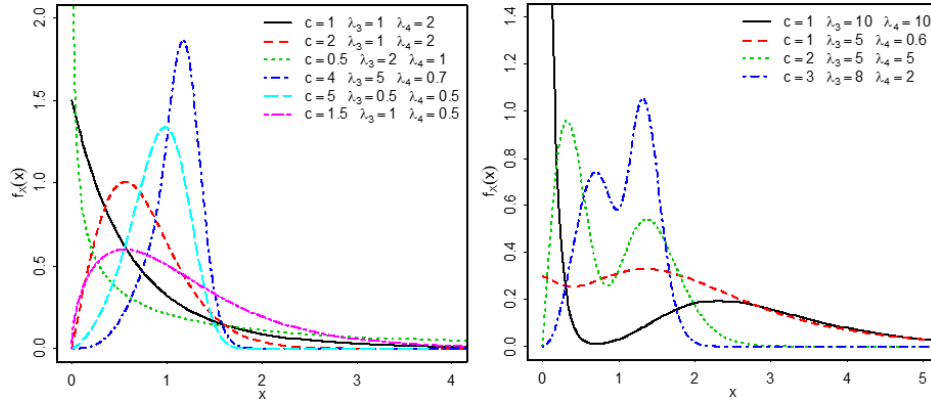 c = 1 λ3 = 1 λ4 = 2
c = 2 λ3 = 1 λ4 = 2
c = 0.5 λ3 = 2 λ4 = 1
c = 4 λ3 = 5 λ4 = 0.7
c = 5 λ3 = 0.5 λ4 = 0.5
c = 1.5 λ3 = 1 λ4 = 0.5
fX(x)
2.0
1.5
1.0
0.5
0.0
0 1 2 3 4
x
c = 1 λ3 = 10 λ4 = 10
c = 1 λ3 = 5 λ4 = 0.6
c = 2 λ3 = 5 λ4 = 5
c = 3 λ3 = 8 λ4 = 2
fX(x)
1.4
1.2
1.0
0.8
0.6
0.4
0.2
0.0
0 1 2 3 4 5
x